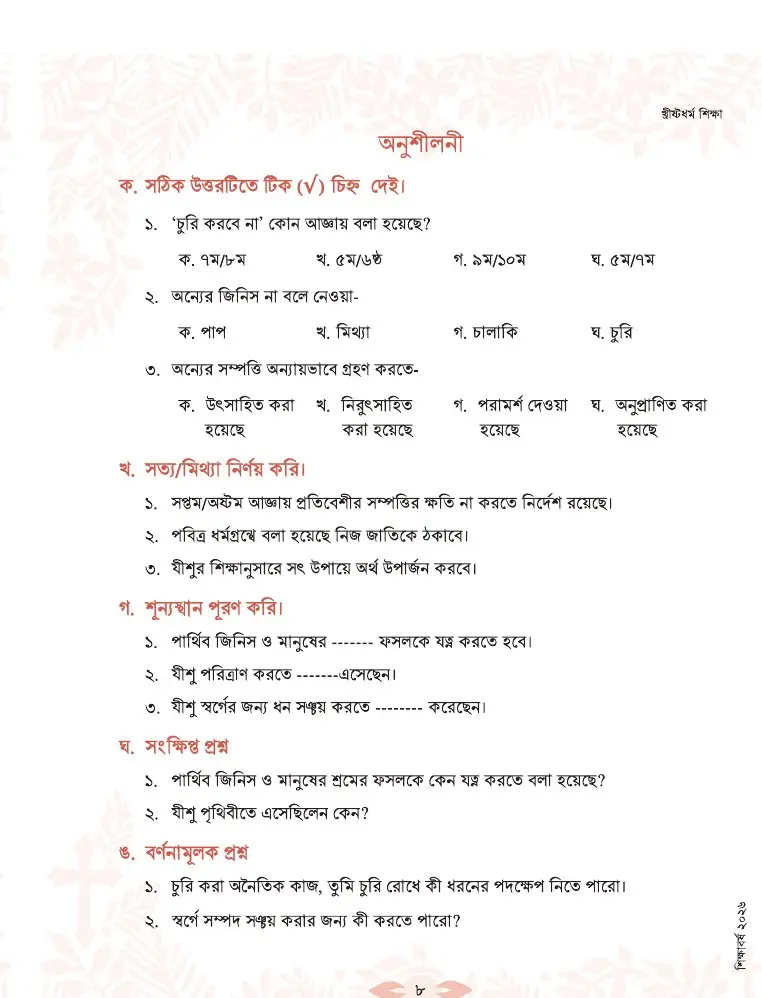 খ্রীষ্টধর্ম শিক্ষা
অনুশীলনী
ক. সঠিক উত্তরটিতে টিক (√) চিহ্ন দেই।
১. ‘চুরি করবে না’ কোন আজ্ঞায় বলা হয়েছে?
ক. ৭ম/৮ম খ. ৫ম/৬ষ্ঠ গ. ৯ম/১০ম ঘ. ৫ম/৭ম
২. অন্যের জিনিস না বলে নেওয়া-
ক. পাপ খ. মিথ্যা গ. চালাকি ঘ. চুরি
৩. অন্যের সম্পত্তি অন্যায়ভাবে গ্রহণ করতে-
ক. উৎসাহিত করা খ. নিরুৎসাহিত গ. পরামর্শ দেওয়া ঘ. অনুপ্রাণিত করা
হয়েছে করা হয়েছে হয়েছে হয়েছে
খ. সত্য/মিথ্যা নির্ণয় করি।
১. সপ্তম/অষ্টম আজ্ঞায় প্রতিবেশীর সম্পত্তির ক্ষতি না করতে নির্দেশ রয়েছে।
২. পবিত্র ধর্মগ্রন্থে বলা হয়েছে নিজ জাতিকে ঠকাবে।
৩. যীশুর শিক্ষানুসারে সৎ উপায়ে অর্থ উপার্জন করবে।
গ. শূন্যস্থান পূরণ করি।
১. পার্থিব জিনিস ও মানুষের ------- ফসলকে যত্ন করতে হবে।
২. যীশু পরিত্রাণ করতে -------এসেছেন।
৩. যীশু স্বর্গের জন্য ধন সঞ্চয় করতে -------- করেছেন।
ঘ. সংক্ষিপ্ত প্রশ্ন
১. পার্থিব জিনিস ও মানুষের শ্রমের ফসলকে কেন যত্ন করতে বলা হয়েছে?
২. যীশু পৃথিবীতে এসেছিলেন কেন?
ঙ. বর্ণনামূলক প্রশ্ন
১. চুরি করা অনৈতিক কাজ, তুমি চুরি রোধে কী ধরনের পদক্ষেপ নিতে পারো।
২. স্বর্গে সম্পদ সঞ্চয় করার জন্য কী করতে পারো?
শিক্ষাবর্ষ ২০২৬
৮